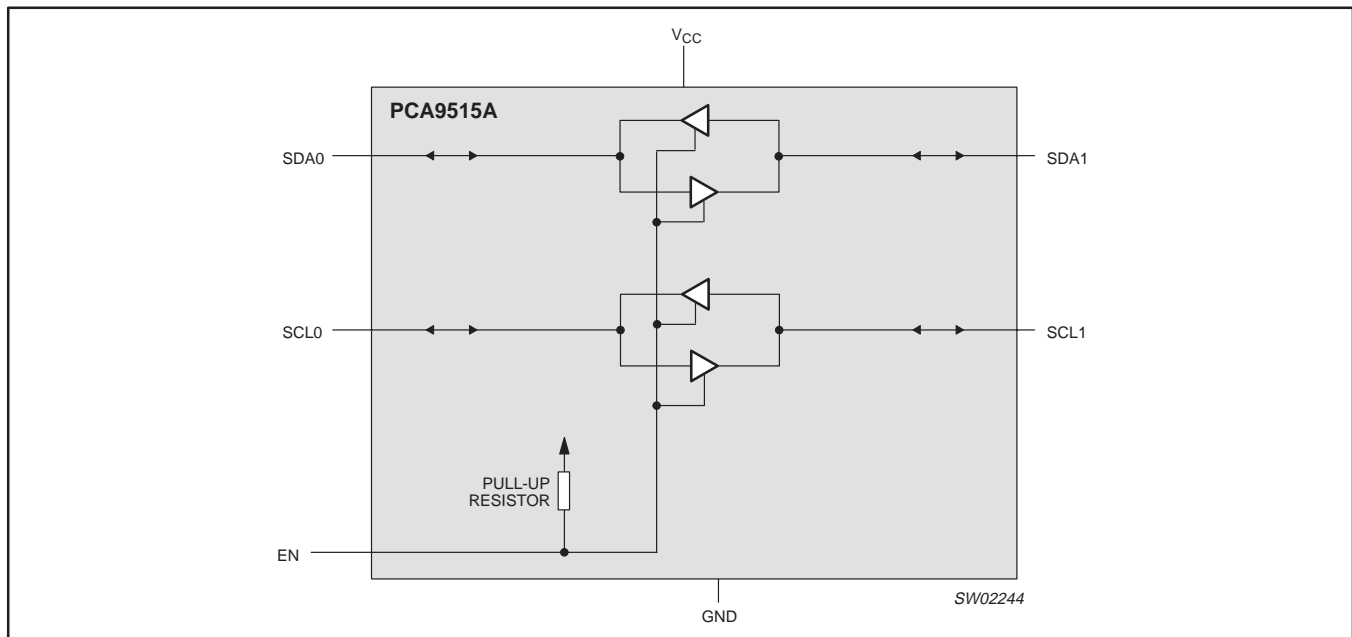 VCC
PCA9515A
SDA0
SDA1
SCL0
SCL1
PULL-UP
RESISTOR
EN
SW02244
GND